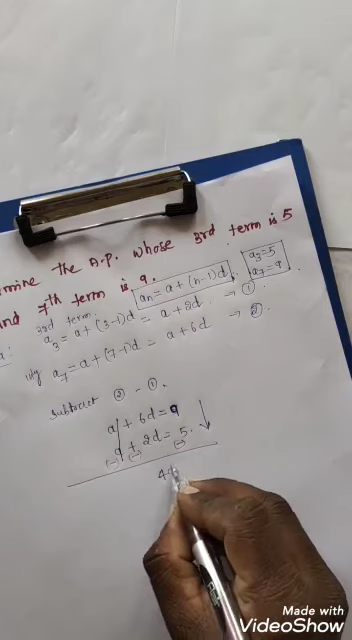 mine the A.P. whose 3rd term is 5
and 7th term is 9.
an = a + (n-1)d. a3 = 5
a7 = 9
3rd term.
a3 = a + (3-1)d = a + 2d → ①
lly a7 = a + (7-1)d = a + 6d → ②.
Subtract ② - ①.
a + 6d = 9
a + 2d = 5.
(-) (-) (-)
4
Made with
VideoShow